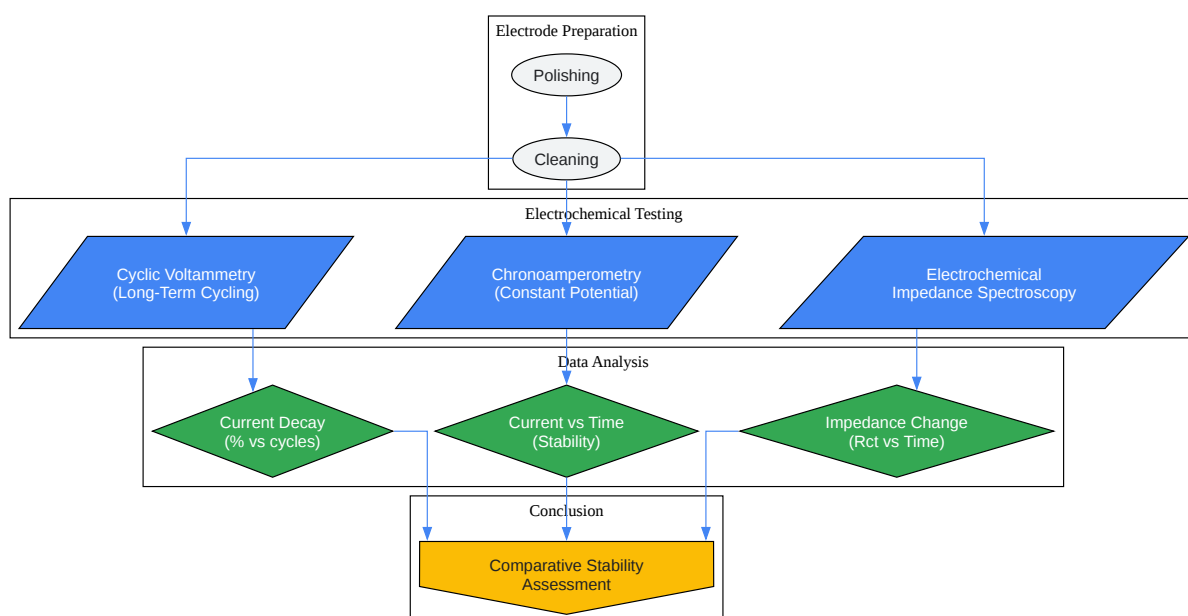 Electrode Preparation
Polishing
Cleaning
Electrochemical Testing
Cyclic Voltammetry
(Long-Term Cycling)
Chronoamperometry
(Constant Potential)
Electrochemical
Impedance Spectroscopy
Data Analysis
Current Decay
(% vs cycles)
Current vs Time
(Stability)
Impedance Change
(Rct vs Time)
Conclusion
Comparative Stability
Assessment